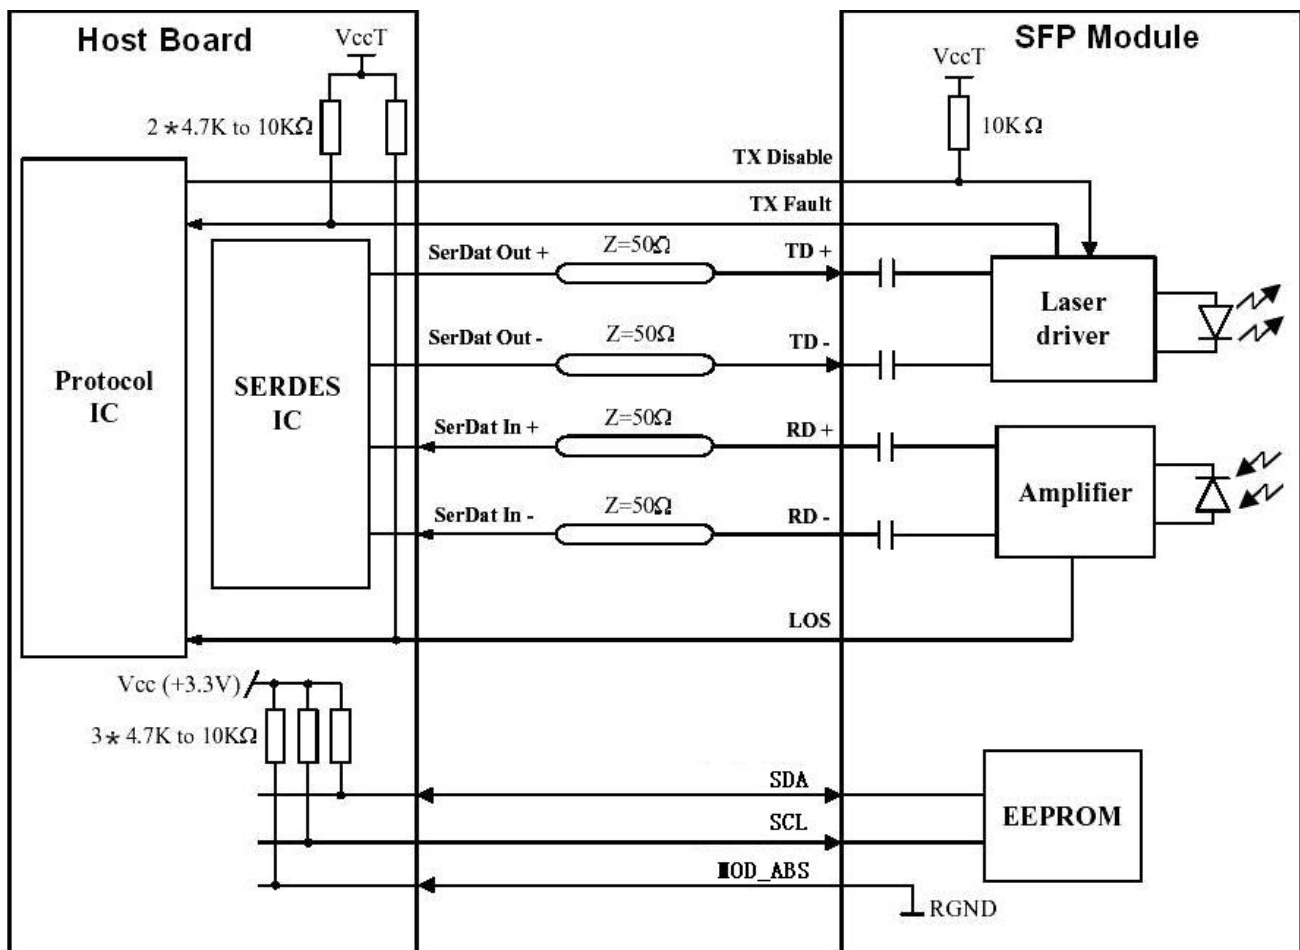 Host Board
SFP Module
VccT
VccT
2*4.7K to 10KΩ
10KΩ
TX Disable
TX Fault
SerDat Out +
Z=50Ω
TD +
SerDat Out -
Z=50Ω
TD -
Laser
driver
Protocol
IC
SERDES
IC
SerDat In +
Z=50Ω
RD +
SerDat In -
Z=50Ω
RD -
Amplifier
LOS
Vcc (+3.3V)
3* 4.7K to 10KΩ
SDA
SCL
MOD_ABS
EEPROM
RGND